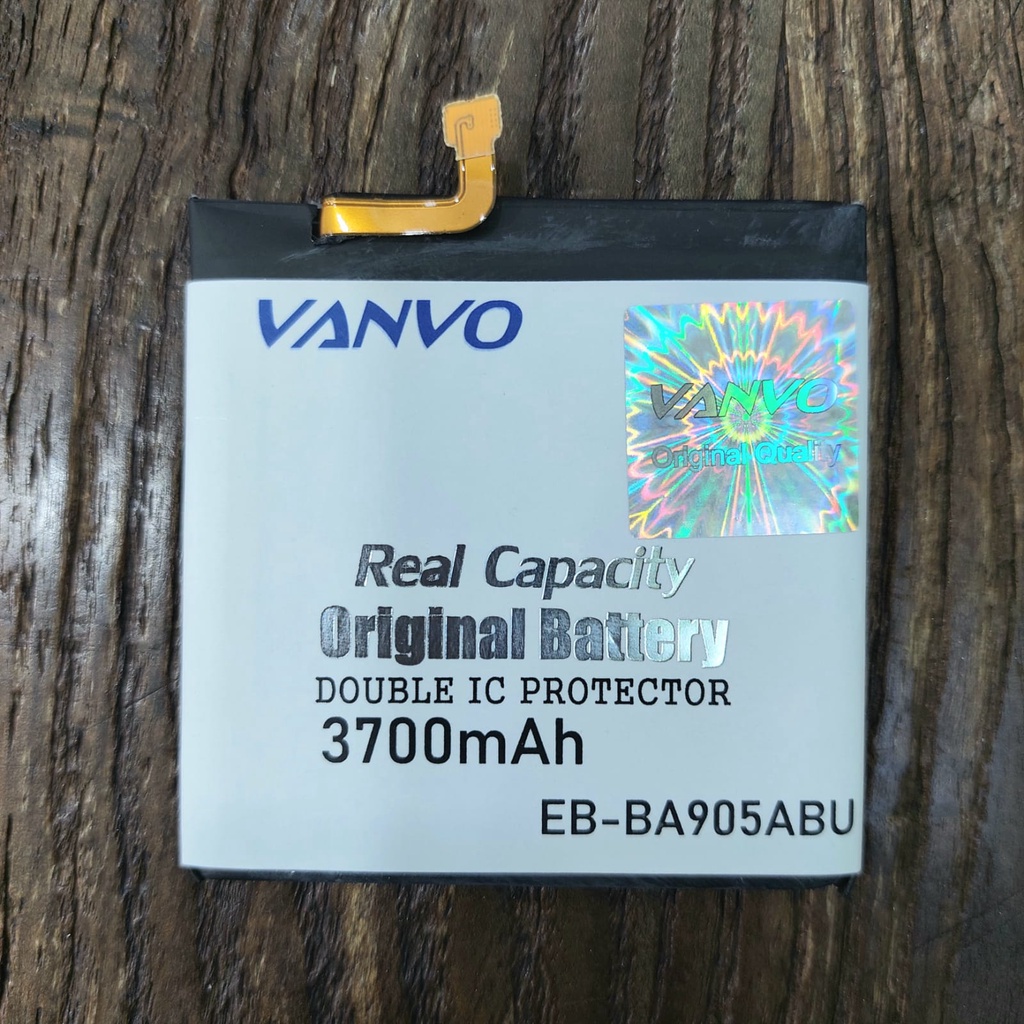 VANVO
VANVO
Original Quality
Real Capacity
Original Battery
DOUBLE IC PROTECTOR
3700mAh
EB-BA905ABU